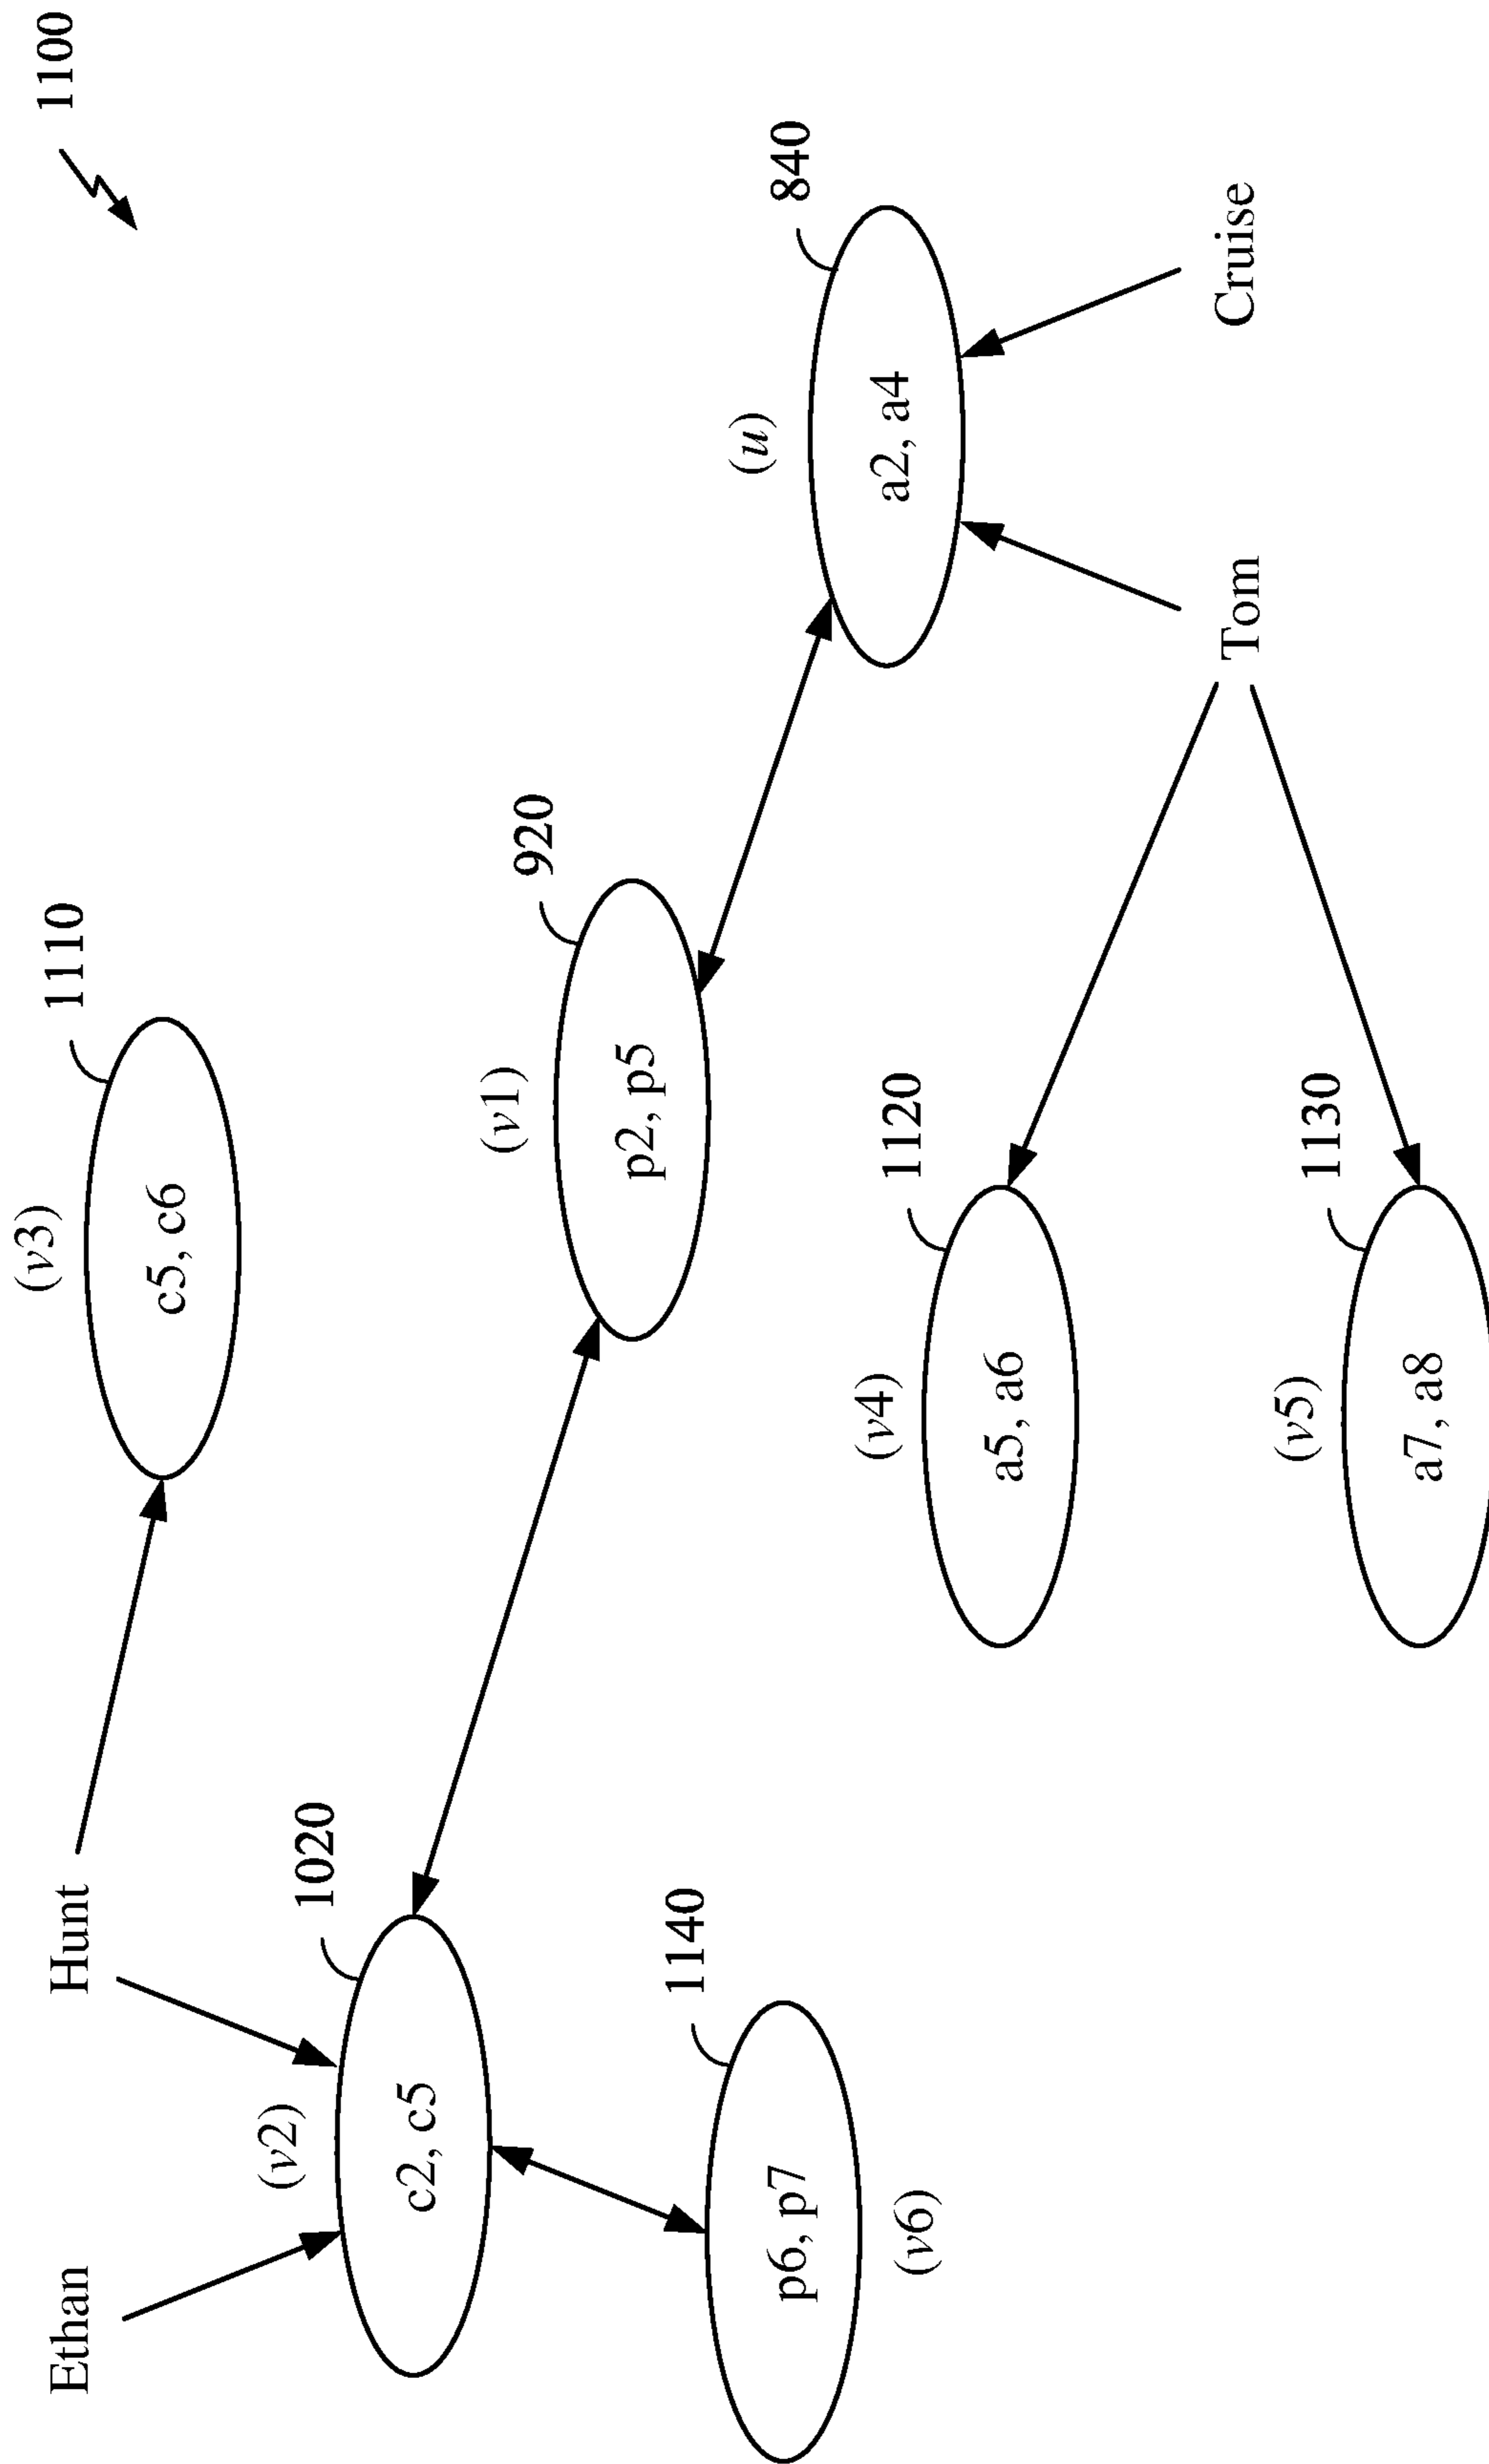 1100
Ethan
Hunt
(v3)
1110
c5, c6
(v2)
1020
c2, c5
(v1)
920
p2, p5
1140
p6, p7
(v6)
(u)
840
a2, a4
(v4)
1120
a5, a6
Tom
Cruise
(v5)
1130
a7, a8